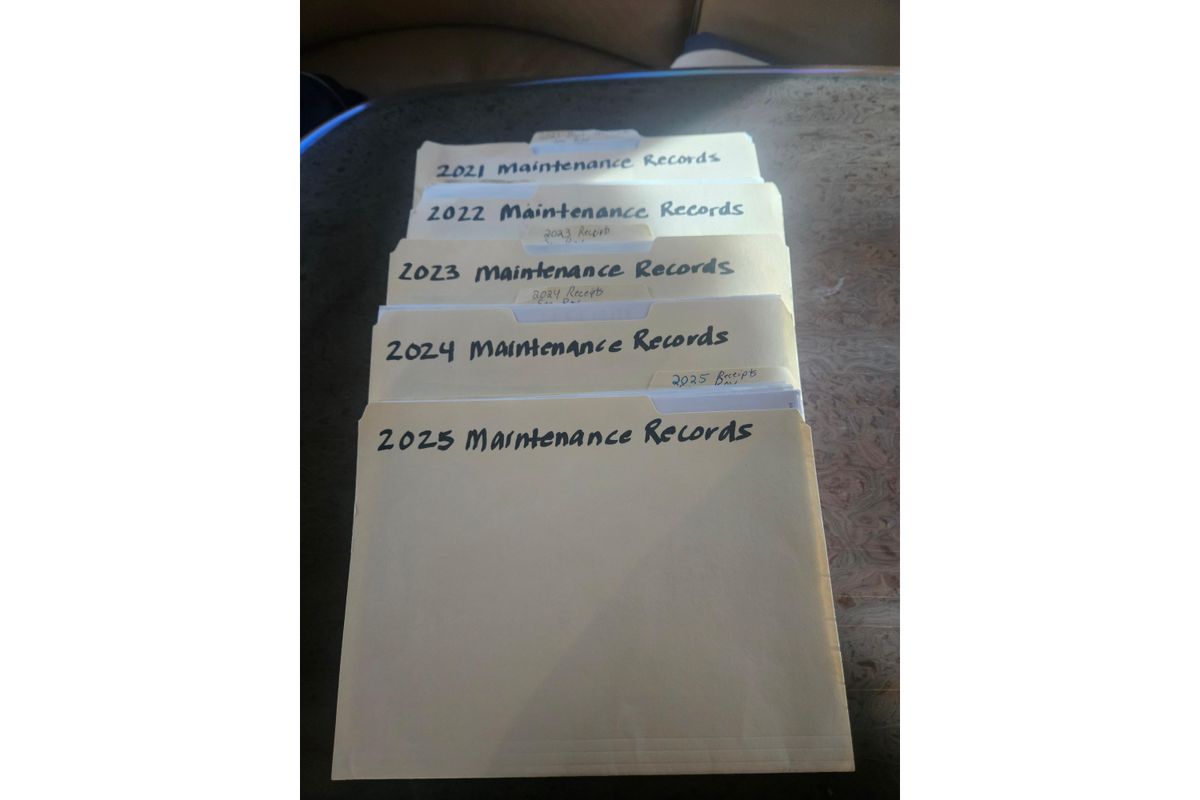 2021 Maintenance Records
2022 Maintenance Records
2023 Receipts
2023 Maintenance Records
2024 Receipts
2024 Maintenance Records
2025 Receipts
2025 Maintenance Records